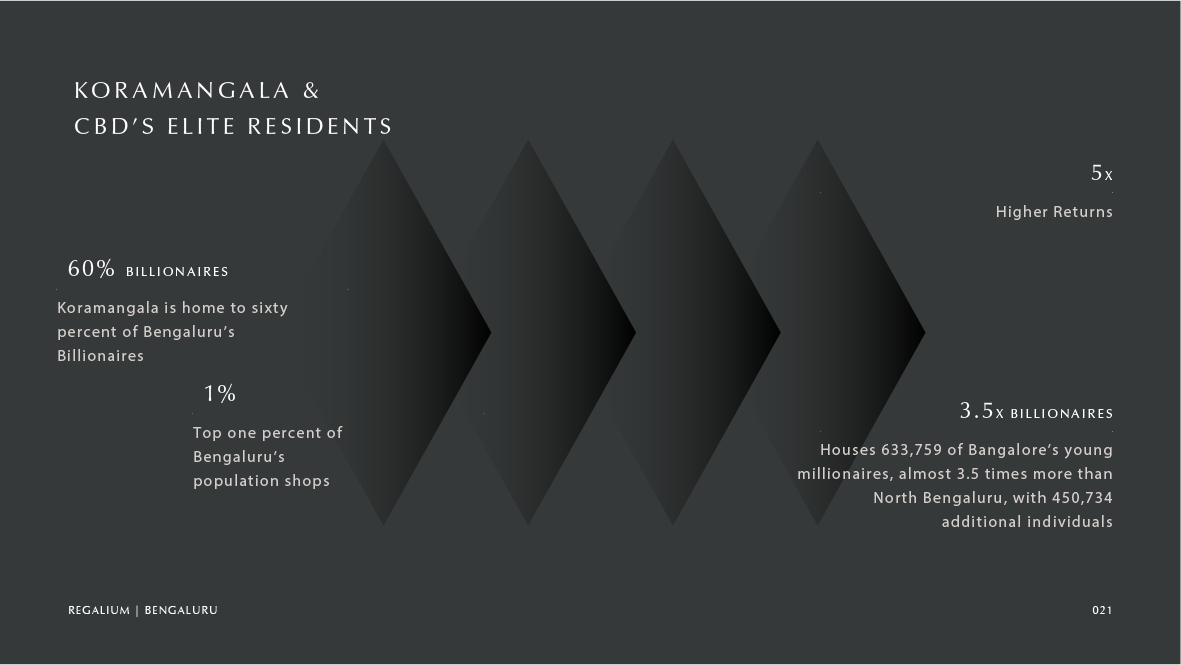 KORAMANGALA &
CBD’S ELITE RESIDENTS
60% BILLIONAIRES
Koramangala is home to sixty
percent of Bengaluru’s
Billionaires
1%
Top one percent of
Bengaluru’s
population shops
5x
Higher Returns
3.5X BILLIONAIRES
Houses 633,759 of Bangalore’s young
millionaires, almost 3.5 times more than
North Bengaluru, with 450,734
additional individuals
REGALIUM | BENGALURU
021